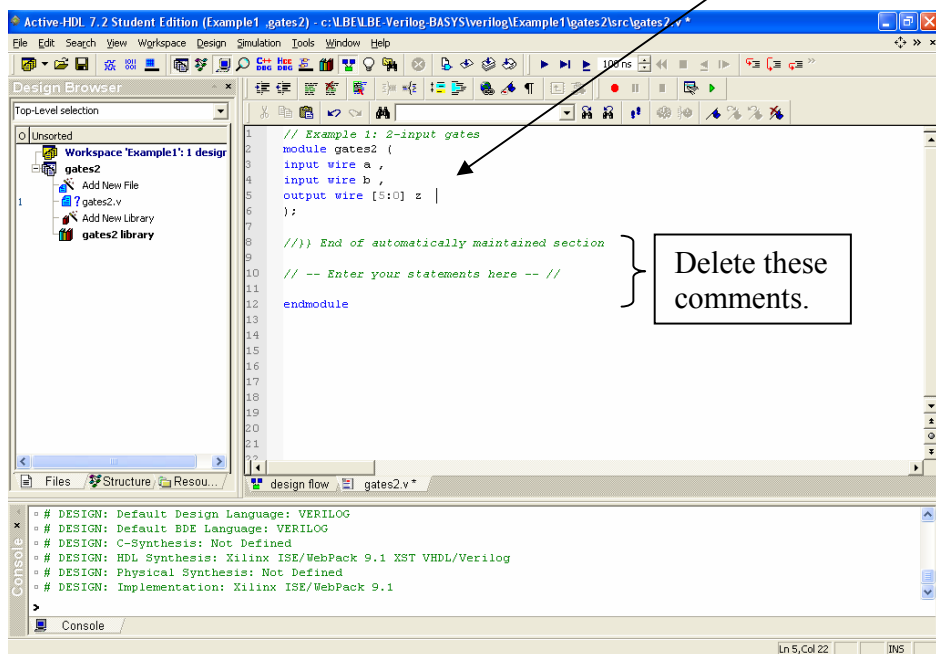 Active-HDL 7.2 Student Edition (Example1 ,gates2) - c:\LBE\LBE-Verilog-BASYS\verilog\Example1\gates2\src\gates2.v *
File Edit Search View Workspace Design Simulation Tools Window Help
100 ns
Design Browser
Top-Level selection
Unsorted
Workspace 'Example1': 1 desigr
gates2
Add New File
1 ? gates2.v
Add New Library
gates2 library
Files Structure Resou...
1 // Example 1: 2-input gates
2 module gates2 (
3 input wire a ,
4 input wire b ,
5 output wire [5:0] z
6 );
7
8 //}} End of automatically maintained section
9
10 // -- Enter your statements here -- //
11
12 endmodule
13
14
15
16
17
18
19
20
21
22
Delete these
comments.
design flow gates2.v *
# DESIGN: Default Design Language: VERILOG
# DESIGN: Default BDE Language: VERILOG
# DESIGN: C-Synthesis: Not Defined
# DESIGN: HDL Synthesis: Xilinx ISE/WebPack 9.1 XST VHDL/Verilog
# DESIGN: Physical Synthesis: Not Defined
# DESIGN: Implementation: Xilinx ISE/WebPack 9.1
>
Console
Console
Ln 5,Col 22 INS